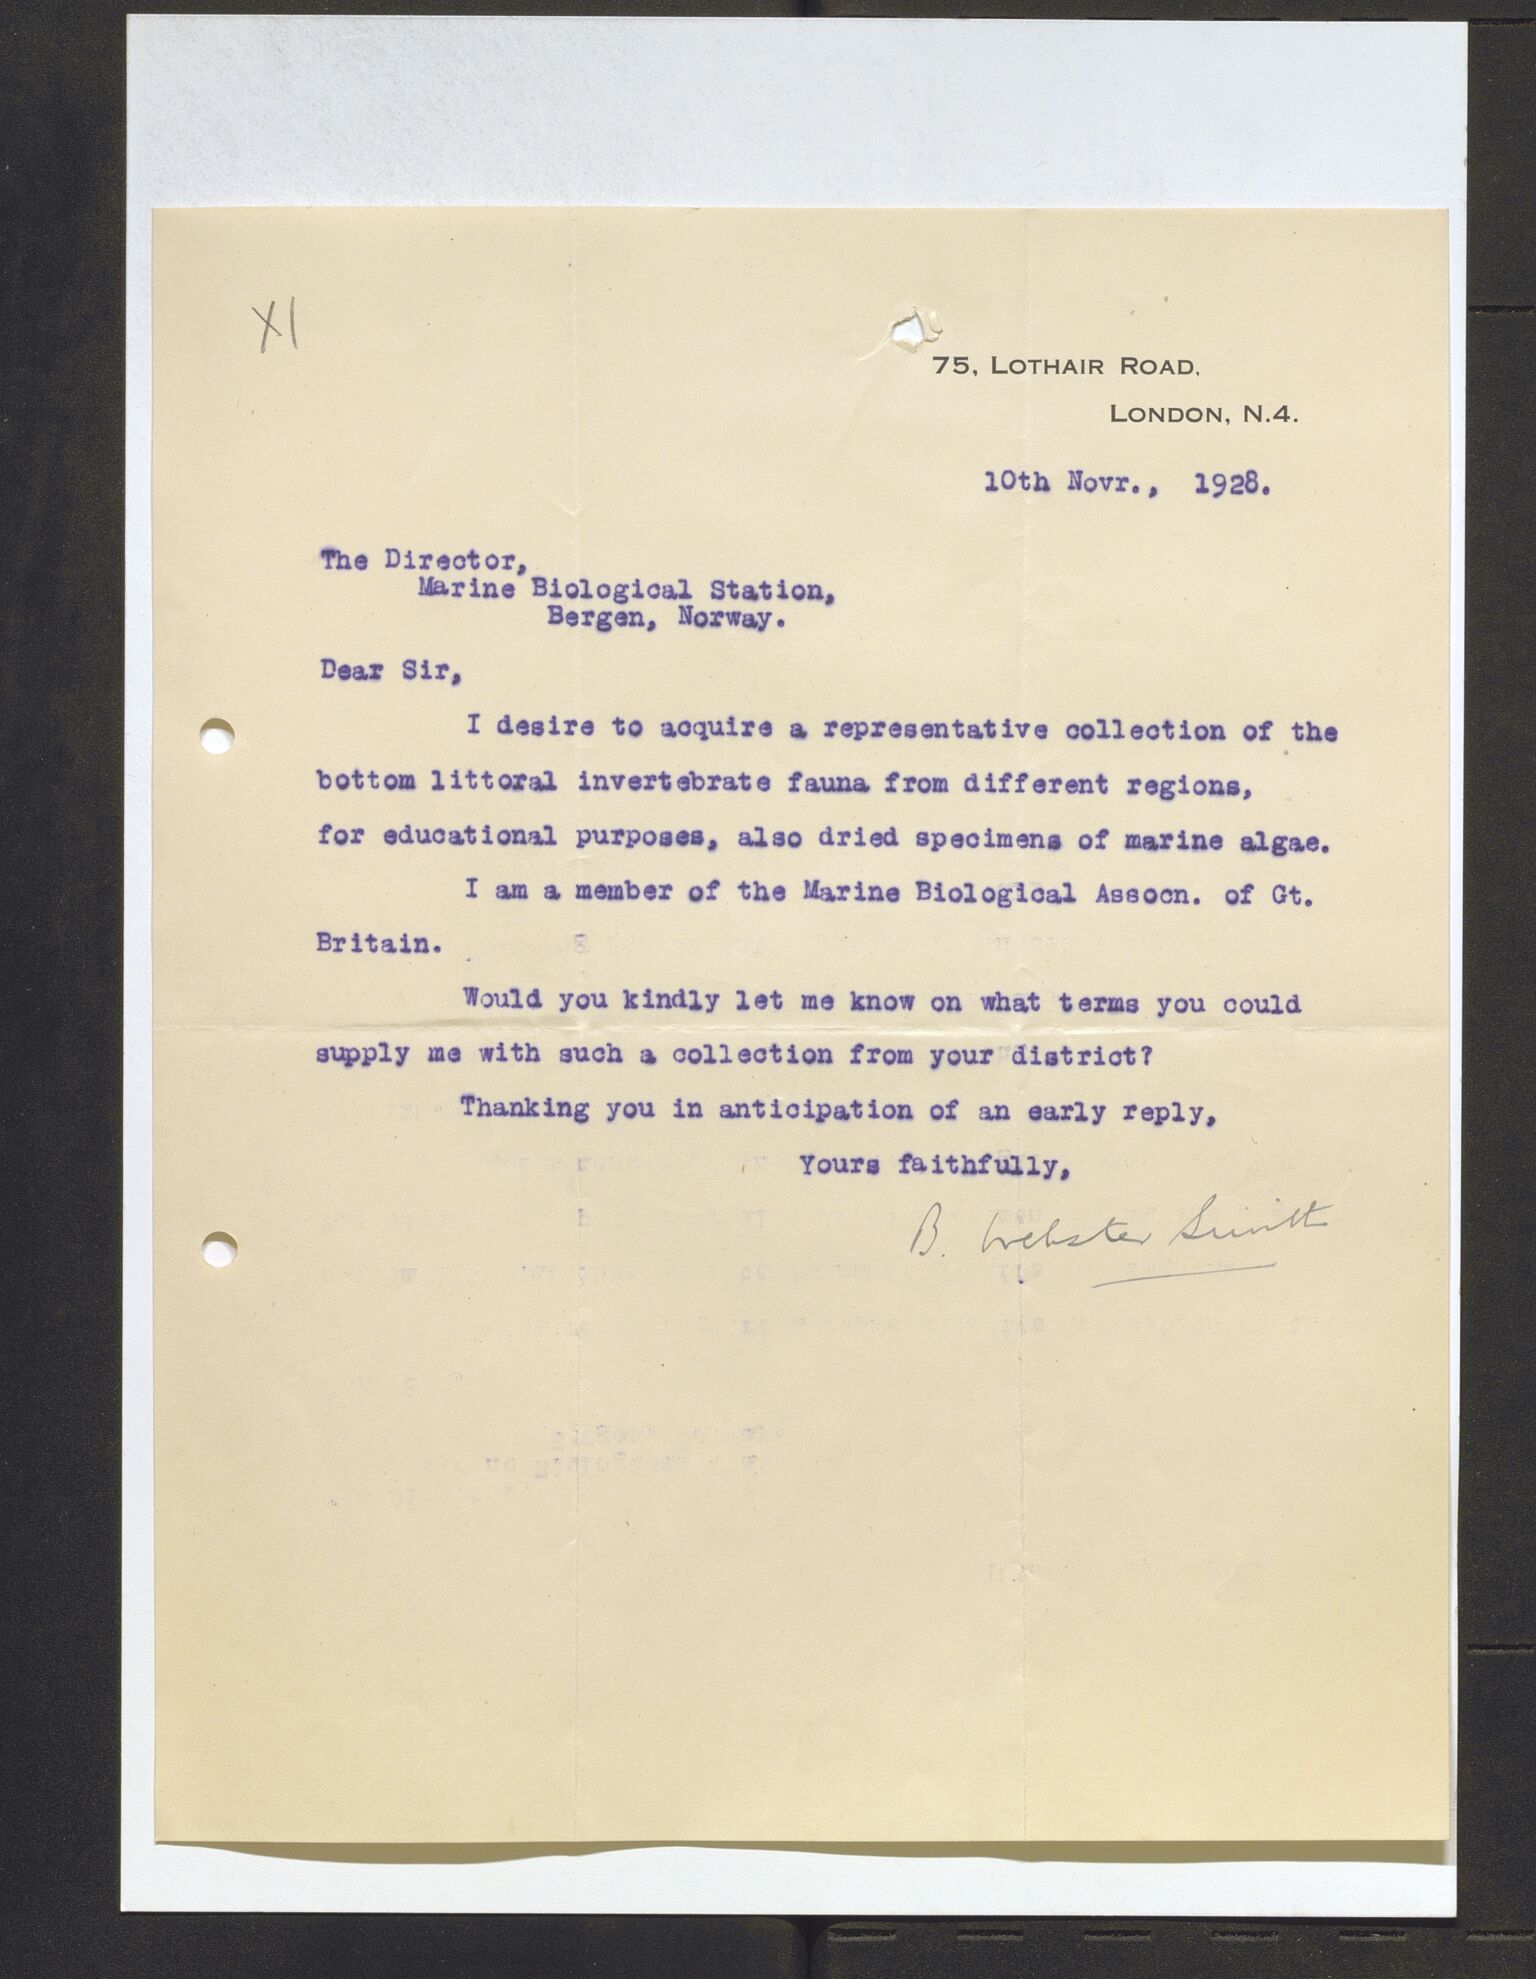 XI
75, LOTHAIR ROAD,
LONDON, N.4.
10th Novr., 1928.
The Director,
Marine Biological Station,
Bergen, Norway.
Dear Sir,
I desire to acquire a representative collection of the
bottom littoral invertebrate fauna from different regions,
for educational purposes, also dried specimens of marine algae.
I am a member of the Marine Biological Assocn. of Gt.
Britain.
Would you kindly let me know on what terms you could
supply me with such a collection from your district?
Thanking you in anticipation of an early reply,
Yours faithfully,
B. Webster Smith